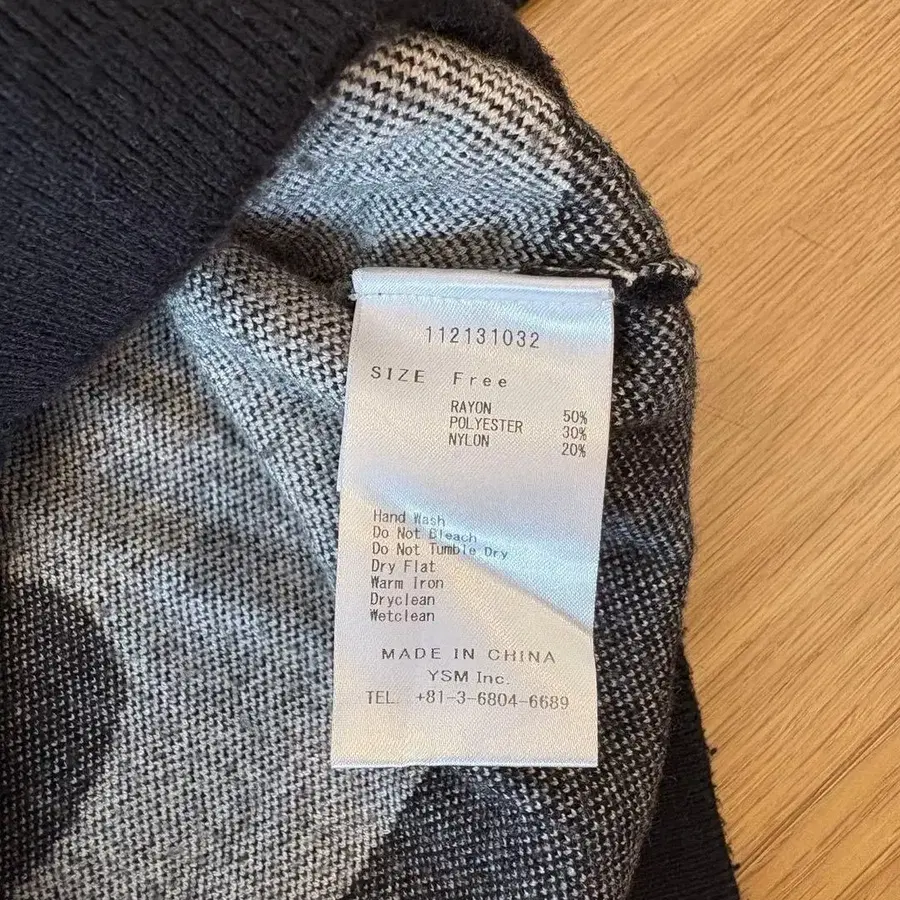 112131032
SIZE Free
RAYON 50%
POLYESTER 30%
NYLON 20%
Hand Wash
Do Not Bleach
Do Not Tumble Dry
Dry Flat
Warm Iron
Dryclean
Wetclean
MADE IN CHINA
YSM Inc.
TEL. +81-3-6804-6689